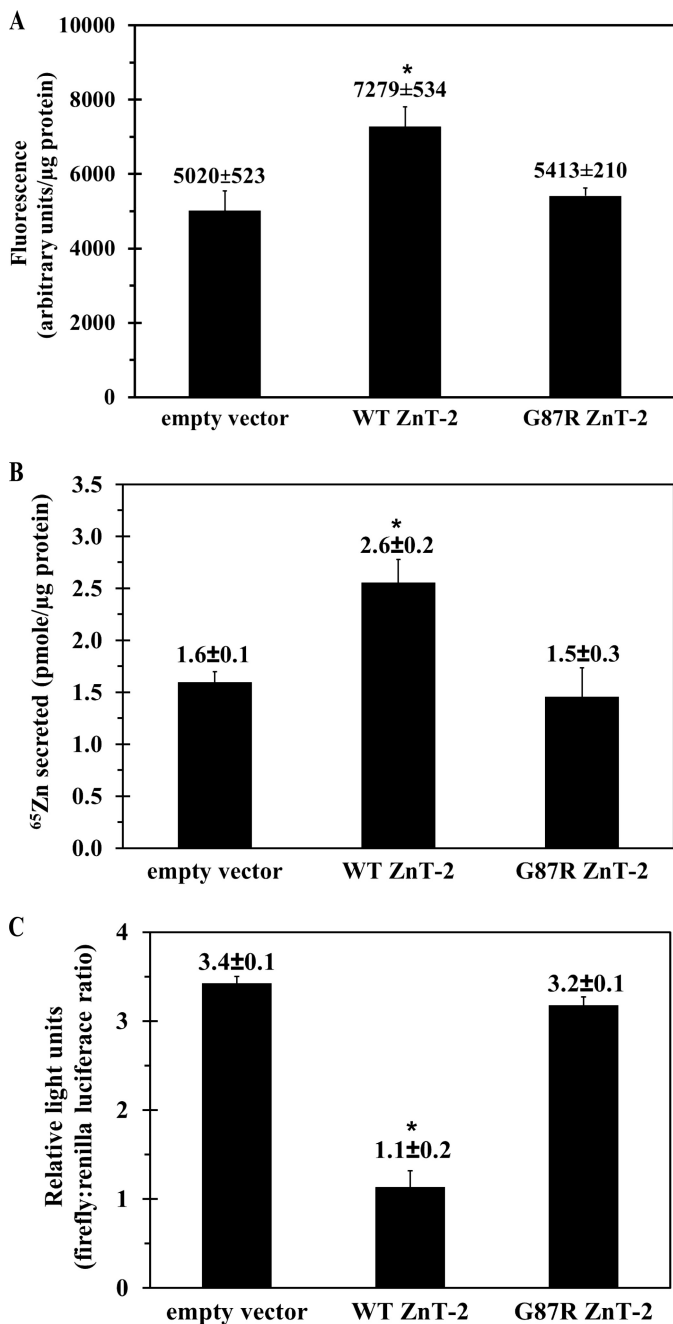 A
Fluorescence
(arbitrary units/µg protein)
10000
8000
6000
4000
2000
0
5020±523
*
7279±534
5413±210
empty vector
WT ZnT-2
G87R ZnT-2
B
⁶⁵Zn secreted (pmole/µg protein)
3.5
3.0
2.5
2.0
1.5
1.0
0.5
0.0
1.6±0.1
*
2.6±0.2
1.5±0.3
empty vector
WT ZnT-2
G87R ZnT-2
C
Relative light units
(firefly:renilla luciferace ratio)
4
3
2
1
0
3.4±0.1
*
1.1±0.2
3.2±0.1
empty vector
WT ZnT-2
G87R ZnT-2